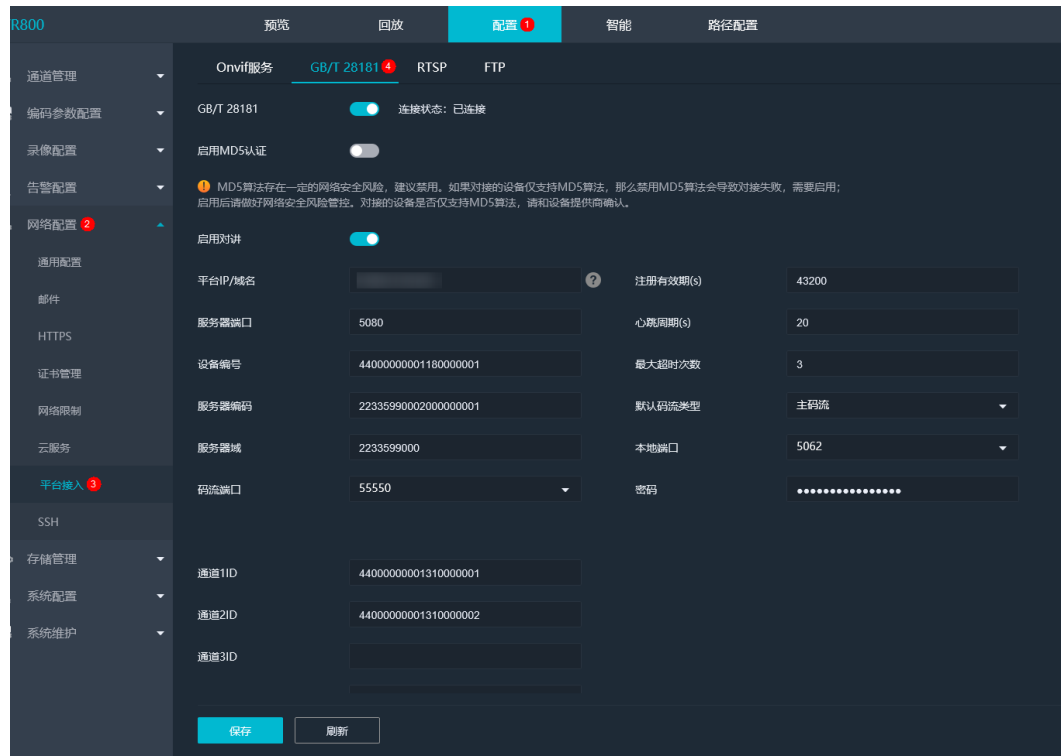 R800
预览
回放
配置 1
智能
路径配置
通道管理
编码参数配置
录像配置
告警配置
网络配置 2
通用配置
邮件
HTTPS
证书管理
网络限制
云服务
平台接入 3
SSH
存储管理
系统配置
系统维护
Onvif服务
GB/T 28181 4
RTSP
FTP
GB/T 28181
连接状态：已连接
启用MD5认证
MD5算法存在一定的网络安全风险，建议禁用。如果对接的设备仅支持MD5算法，那么禁用MD5算法会导致对接失败，需要启用；
启用后请做好网络安全风险管控。对接的设备是否仅支持MD5算法，请和设备提供商确认。
启用对讲
平台IP/域名
?
注册有效期(s)
43200
服务器端口
5080
心跳周期(s)
20
设备编号
44000000001180000001
最大超时次数
3
服务器编码
22335990002000000001
默认码流类型
主码流
服务器域
2233599000
本地端口
5062
码流端口
55550
密码
通道1ID
44000000001310000001
通道2ID
44000000001310000002
通道3ID
保存
刷新